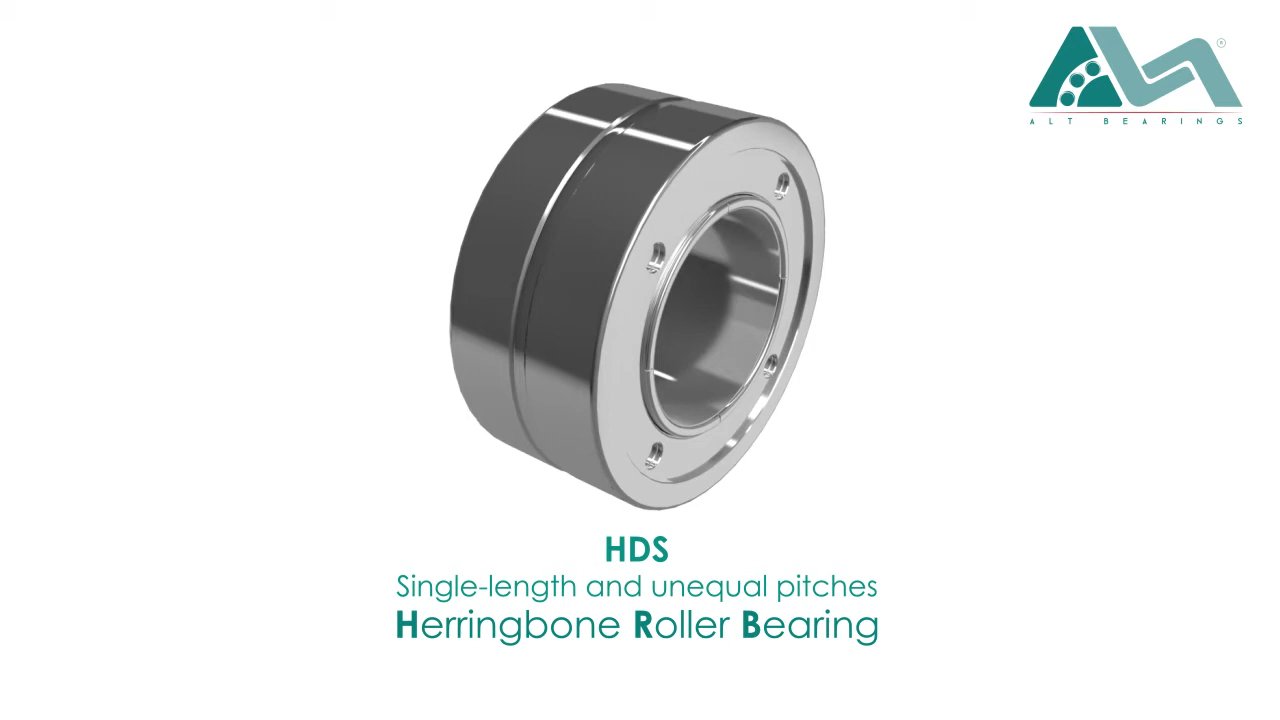 ®
ALT BEARINGS
HDS
Single-length and unequal pitches
Herringbone Roller Bearing